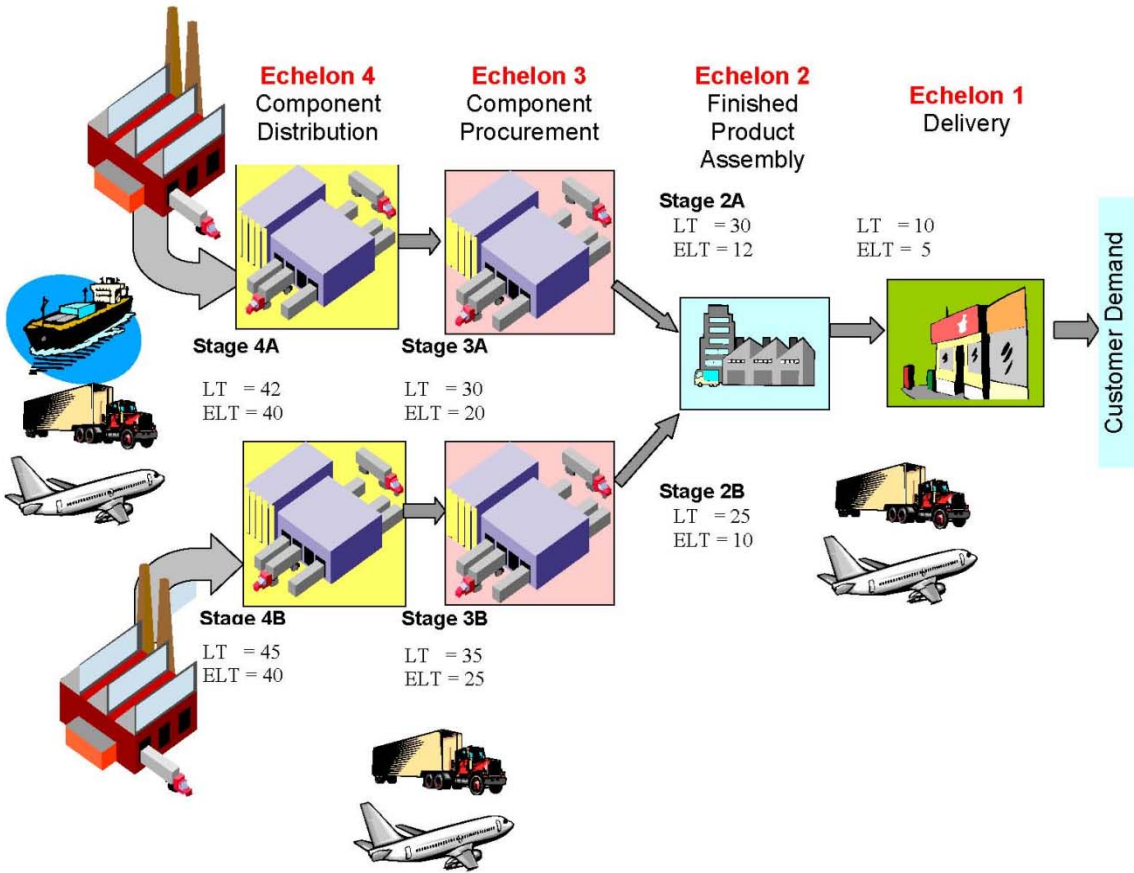 Echelon 4
Component
Distribution
Echelon 3
Component
Procurement
Echelon 2
Finished
Product
Assembly
Echelon 1
Delivery
Stage 2A
LT = 30
ELT = 12
LT = 10
ELT = 5
Stage 4A
LT = 42
ELT = 40
Stage 3A
LT = 30
ELT = 20
Customer Demand
Stage 2B
LT = 25
ELT = 10
Stage 4B
LT = 45
ELT = 40
Stage 3B
LT = 35
ELT = 25